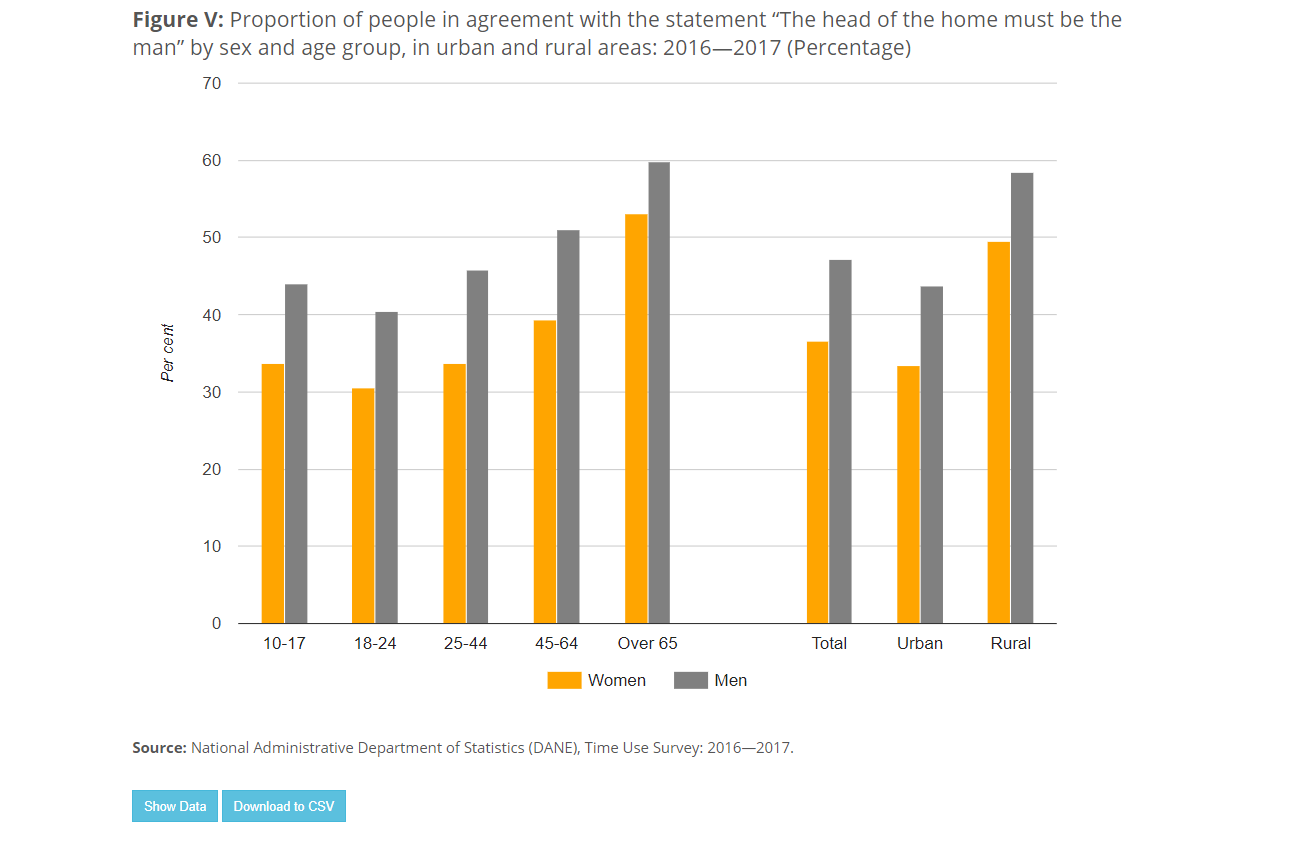 Figure V: Proportion of people in agreement with the statement “The head of the home must be the
man” by sex and age group, in urban and rural areas: 2016—2017 (Percentage)
70
60
50
40
30
20
10
0
Per cent
10-17 18-24 25-44 45-64 Over 65 Total Urban Rural
Women Men
Source: National Administrative Department of Statistics (DANE), Time Use Survey: 2016—2017.
Show Data Download to CSV